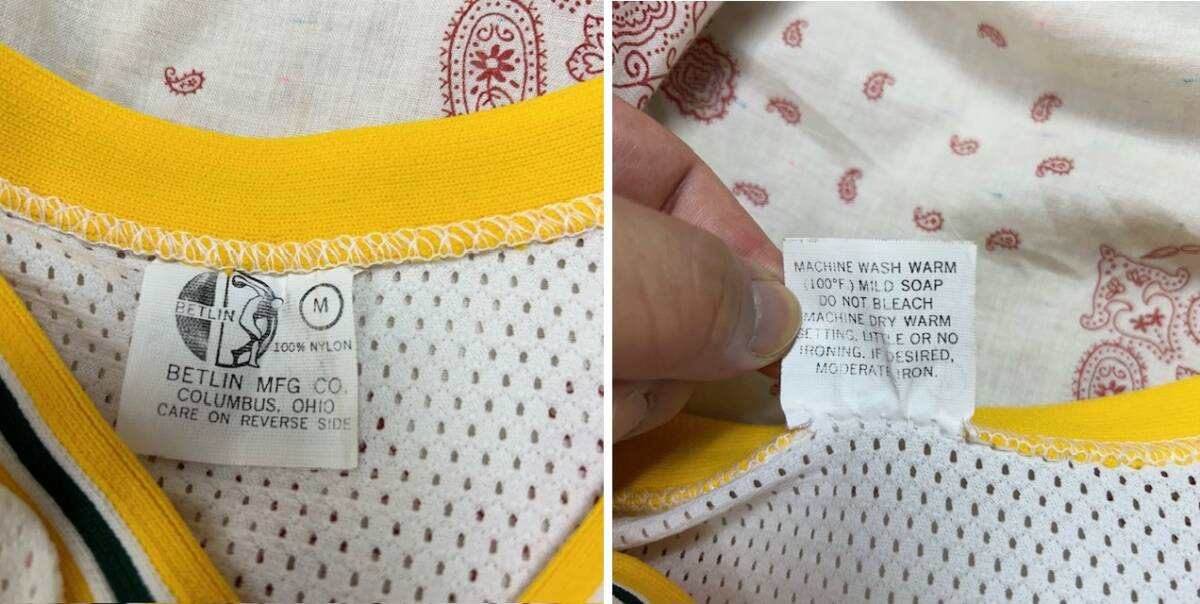 BETLIN
M
100% NYLON
BETLIN MFG CO.
COLUMBUS, OHIO
CARE ON REVERSE SIDE
MACHINE WASH WARM
(100°F.) MILD SOAP
DO NOT BLEACH
MACHINE DRY WARM
SETTING, LITTLE OR NO
IRONING. IF DESIRED,
MODERATE IRON.